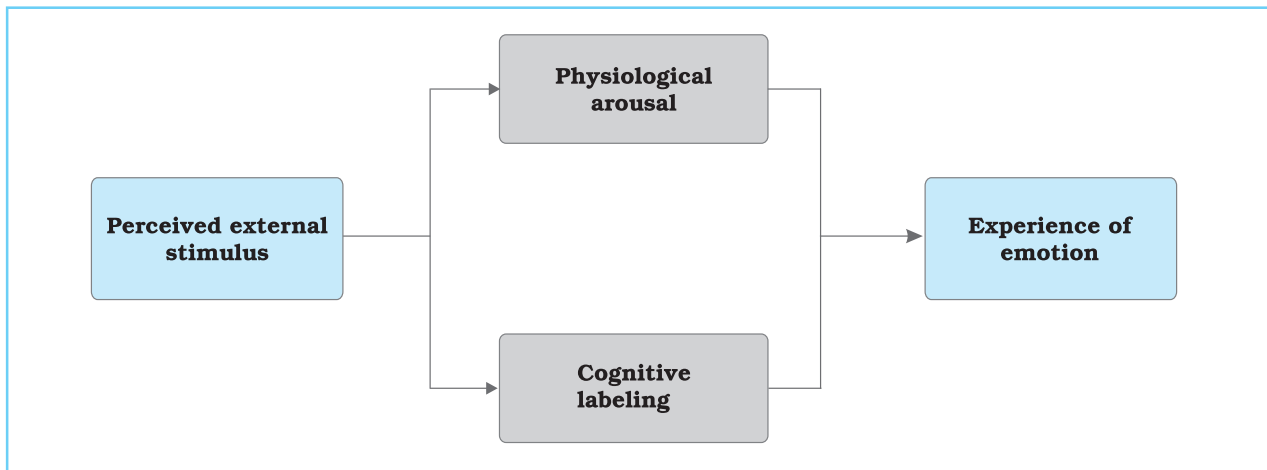 Physiological
arousal
Perceived external
stimulus
Experience of
emotion
Cognitive
labeling